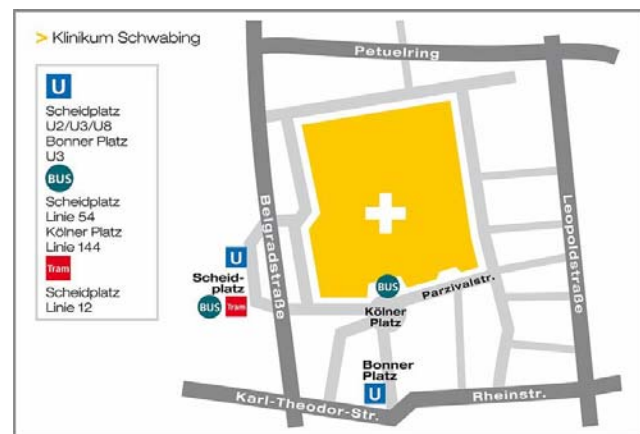 > Klinikum Schwabing
U
Scheidplatz
U2/U3/U8
Bonner Platz
U3
BUS
Scheidplatz
Linie 54
Kölner Platz
Linie 144
Tram
Scheidplatz
Linie 12
Petuelring
Belgradstraße
Leopoldstraße
U
Scheid-
platz
BUS Tram
BUS
Kölner
Platz
Parzivalstr.
Bonner
Platz
U
Karl-Theodor-Str.
Rheinstr.